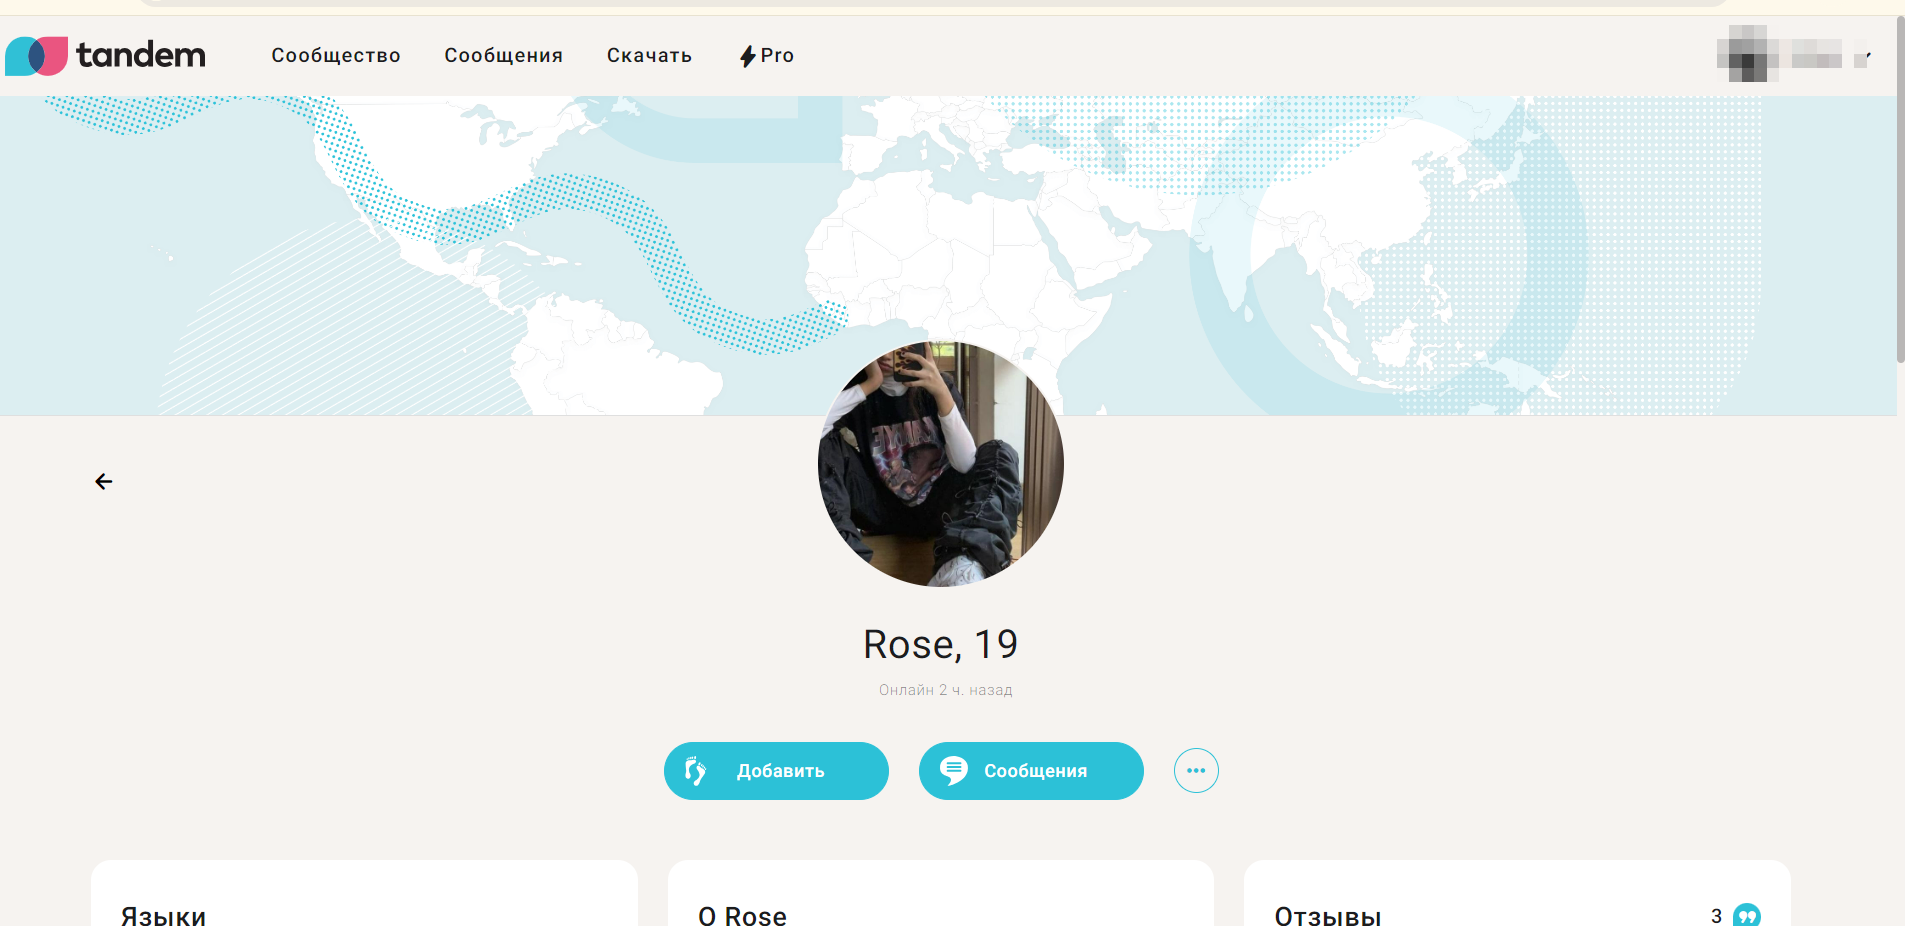 tandem
Сообщество
Сообщения
Скачать
Pro
Rose, 19
Онлайн 2 ч. назад
Добавить
Сообщения
Языки
О Rose
Отзывы
3